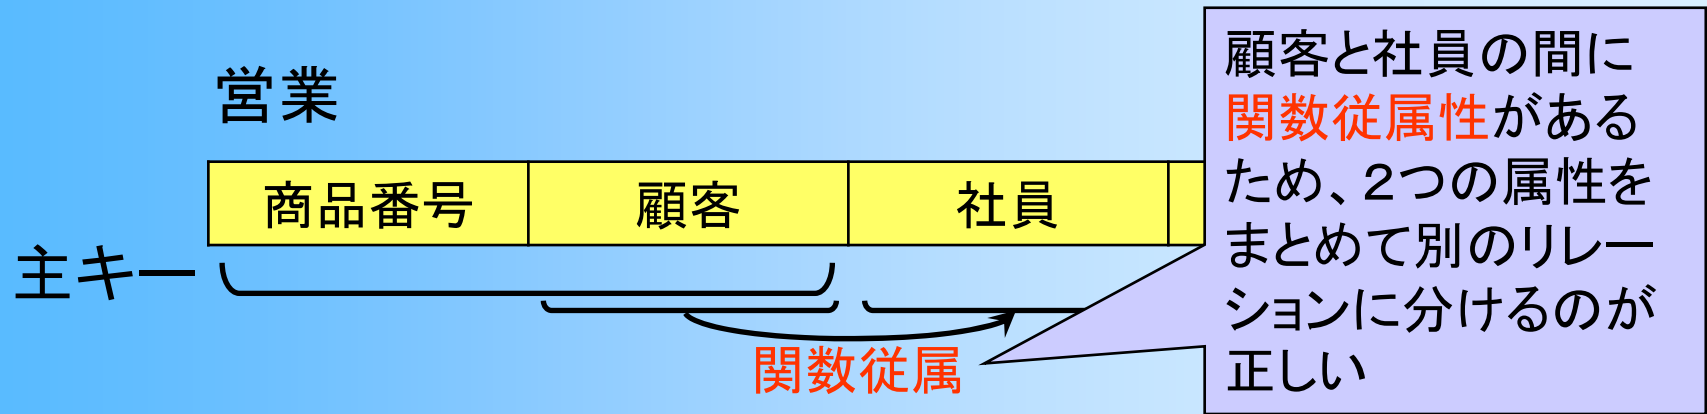 営業
商品番号 顧客 社員
主キー
関数従属
顧客と社員の間に
関数従属性がある
ため、２つの属性を
まとめて別のリレー
ションに分けるのが
正しい